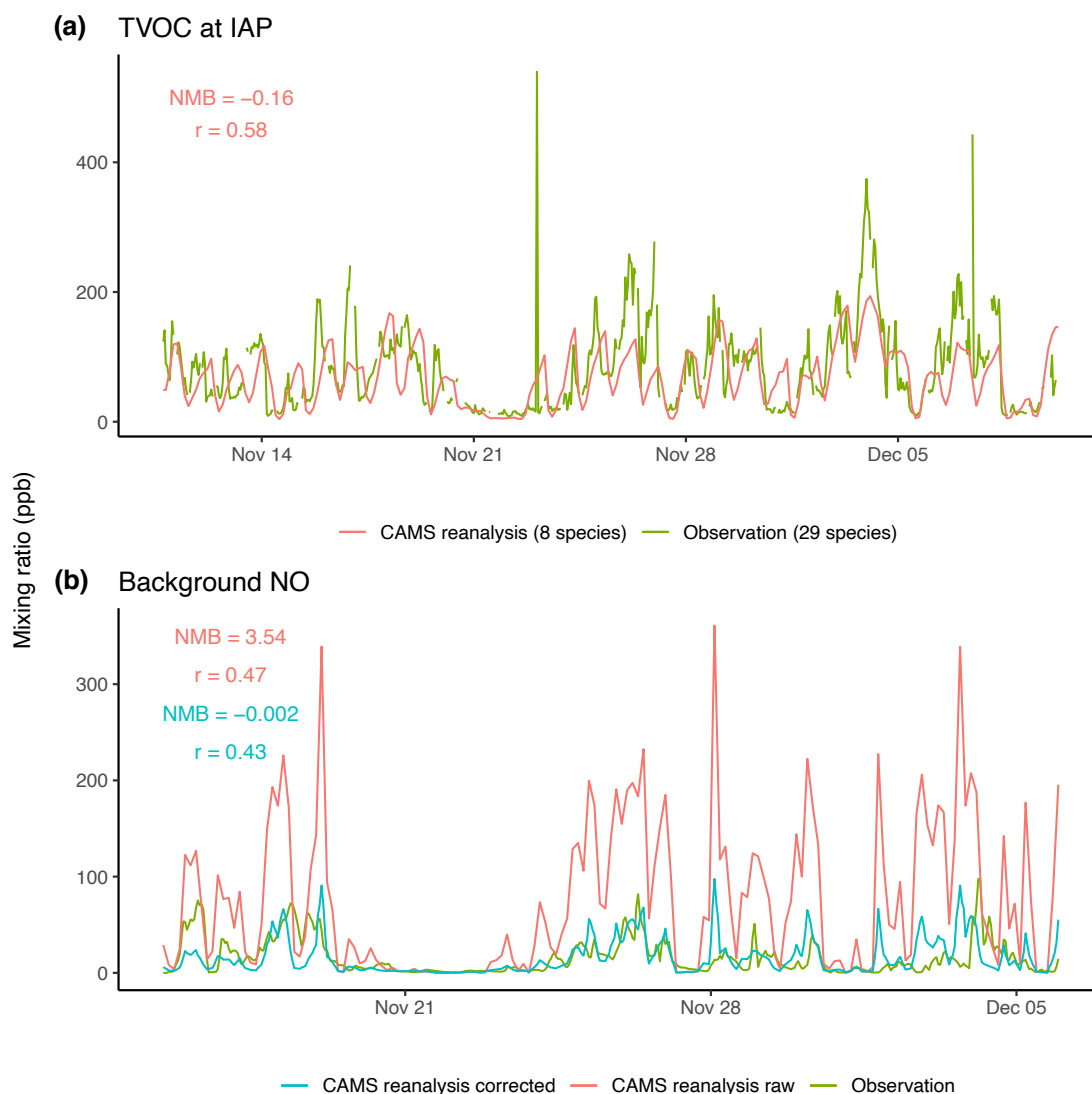 (a) TVOC at IAP
NMB = −0.16
r = 0.58
400
200
0
Nov 14 Nov 21 Nov 28 Dec 05
CAMS reanalysis (8 species) Observation (29 species)
Mixing ratio (ppb)
(b) Background NO
NMB = 3.54
r = 0.47
NMB = −0.002
r = 0.43
300
200
100
0
Nov 21 Nov 28 Dec 05
CAMS reanalysis corrected CAMS reanalysis raw Observation